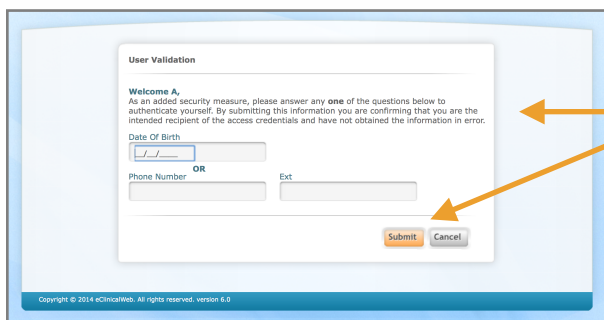 User Validation
Welcome A,
As an added security measure, please answer any one of the questions below to
authenticate yourself. By submitting this information you are confirming that you are the
intended recipient of the access credentials and have not obtained the information in error.
Date Of Birth
__/__/____
OR
Phone Number Ext
Submit Cancel
Copyright © 2014 eClinicalWeb. All rights reserved. version 6.0